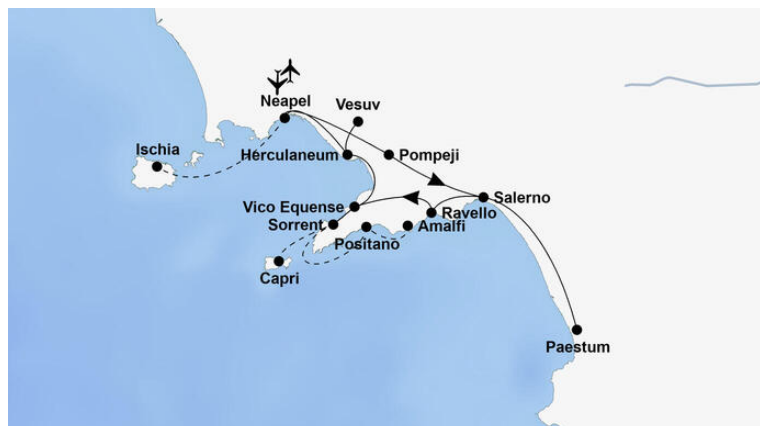 Neapel
Vesuv
Ischia
Herculaneum
Pompeji
Vico Equense
Salerno
Sorrent
Ravello
Positano
Amalfi
Capri
Paestum